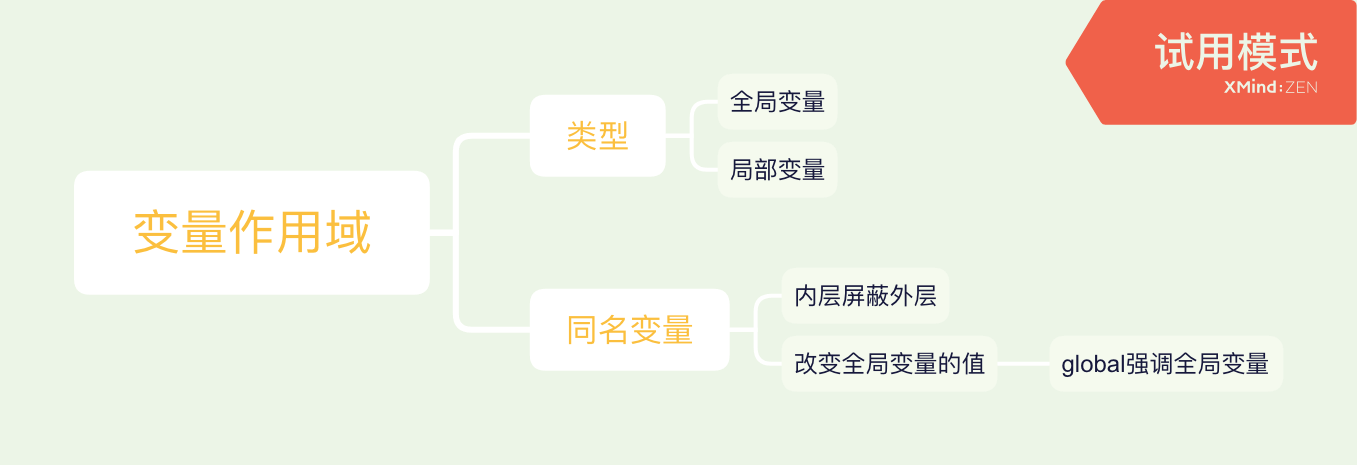 试用模式
XMind:ZEN
变量作用域
类型
全局变量
局部变量
同名变量
内层屏蔽外层
改变全局变量的值
global强调全局变量